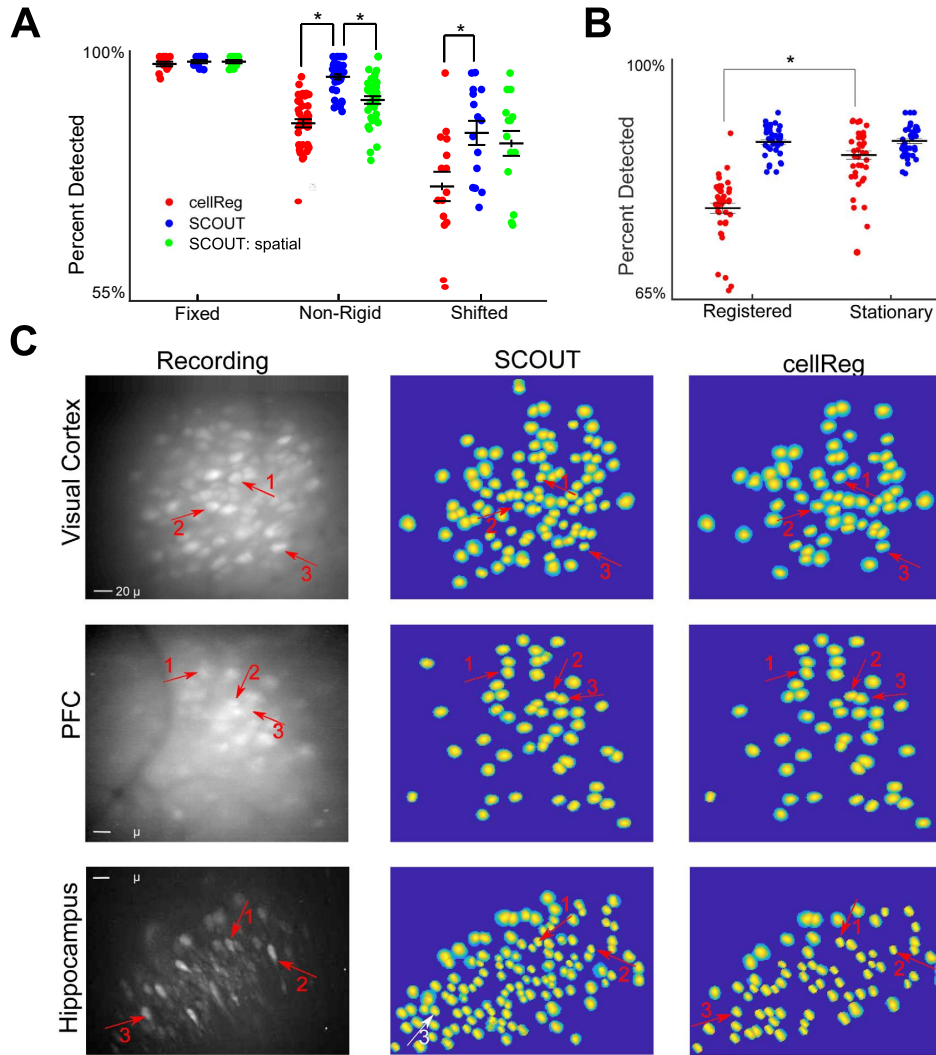 A
100%
Percent Detected
55%
* *
*
cellReg
SCOUT
SCOUT: spatial
Fixed
Non-Rigid
Shifted
B
100%
Percent Detected
65%
*
Registered
Stationary
C
Recording
SCOUT
cellReg
Visual Cortex
1
2
3
20 μ
1
2
3
1
2
3
PFC
1
2
3
μ
1
2
3
1
2
3
Hippocampus
μ
1
2
3
1
2
3
1
2
3